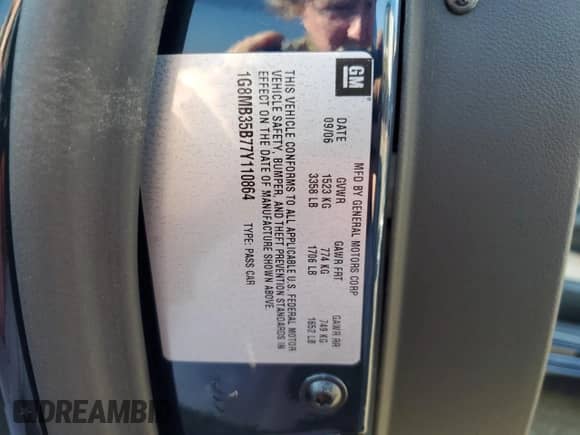 GM
MFD BY GENERAL MOTORS CORP
DATE GVWR GAWR FRT GAWR RR
09/06 1523 KG 774 KG 749 KG
3358 LB 1706 LB 1652 LB
THIS VEHICLE CONFORMS TO ALL APPLICABLE U.S. FEDERAL MOTOR
VEHICLE SAFETY, BUMPER, AND THEFT PREVENTION STANDARDS IN
EFFECT ON THE DATE OF MANUFACTURE SHOWN ABOVE.
1G8MB35B77Y110864 TYPE: PASS CAR